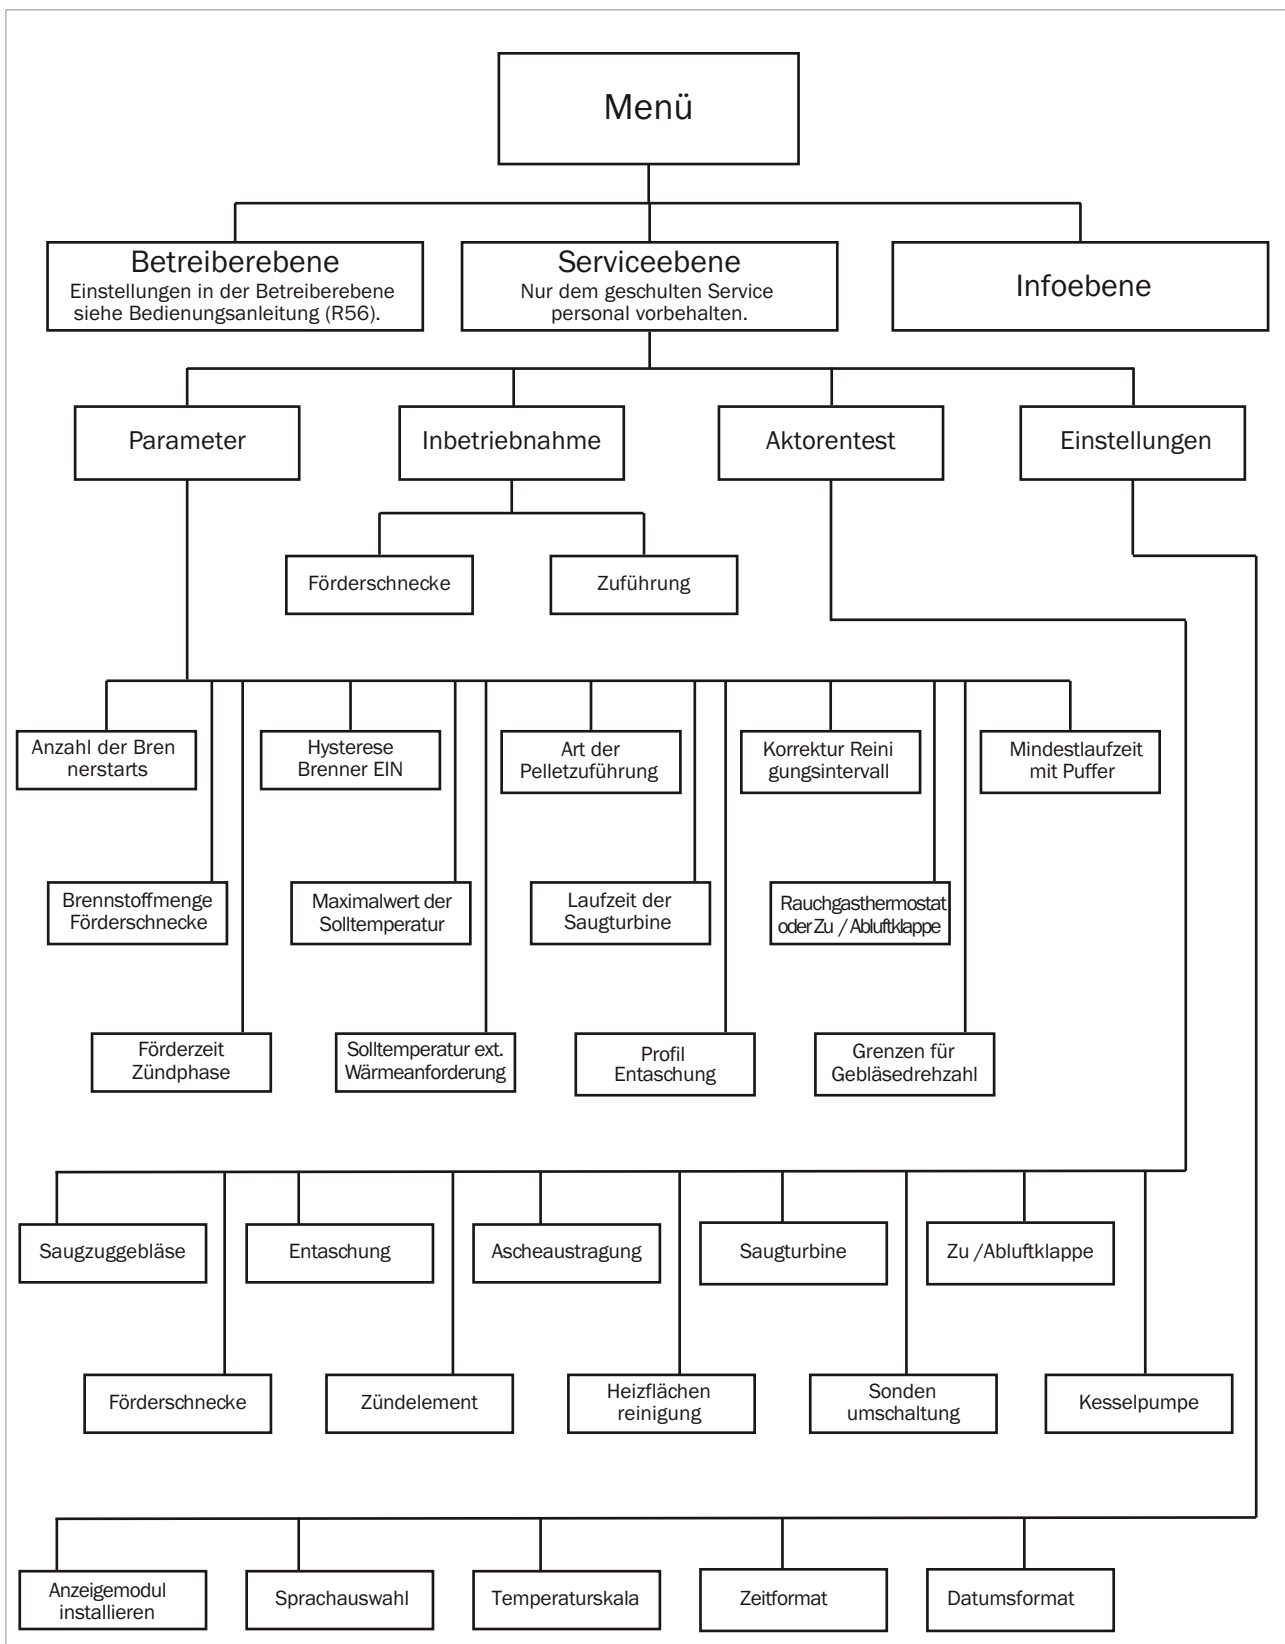 Menü
Betreiberebene
Einstellungen in der Betreiberebene
siehe Bedienungsanleitung (R56).
Serviceebene
Nur dem geschulten Service
personal vorbehalten.
Infoebene
Parameter
Inbetriebnahme
Aktorentest
Einstellungen
Förderschnecke
Zuführung
Anzahl der Bren
nerstarts
Hysterese
Brenner EIN
Art der
Pelletzuführung
Korrektur Reini
gungsintervall
Mindestlaufzeit
mit Puffer
Brennstoffmenge
Förderschnecke
Maximalwert der
Solltemperatur
Laufzeit der
Saugturbine
Rauchgasthermostat
oder Zu / Abluftklappe
Förderzeit
Zündphase
Solltemperatur ext.
Wärmeanforderung
Profil
Entaschung
Grenzen für
Gebläsedrehzahl
Saugzuggebläse
Entaschung
Ascheaustragung
Saugturbine
Zu /Abluftklappe
Förderschnecke
Zündelement
Heizflächen
reinigung
Sonden
umschaltung
Kesselpumpe
Anzeigemodul
installieren
Sprachauswahl
Temperaturskala
Zeitformat
Datumsformat